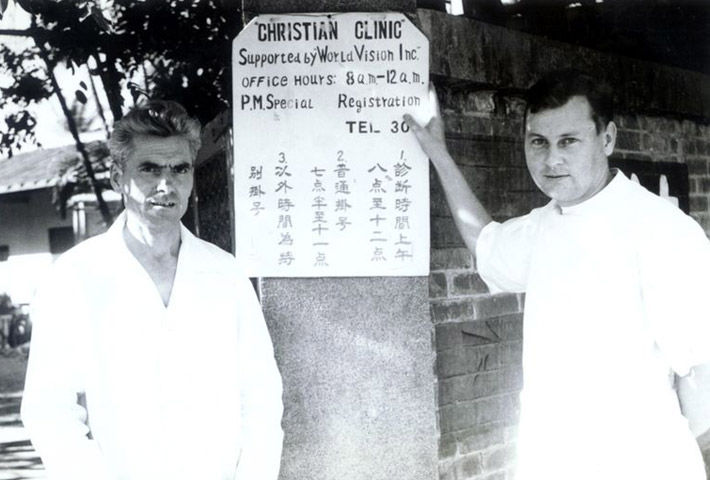 "CHRISTIAN CLINIC"
Supported by "World Vision Inc."
OFFICE HOURS: 8 a.m-12 a.m.
P.M. Special Registration
TEL 30
1. 診断時間上午
八点至十二点
2. 普通掛号
七点半至十一点
3. 以外時間為特
別掛号